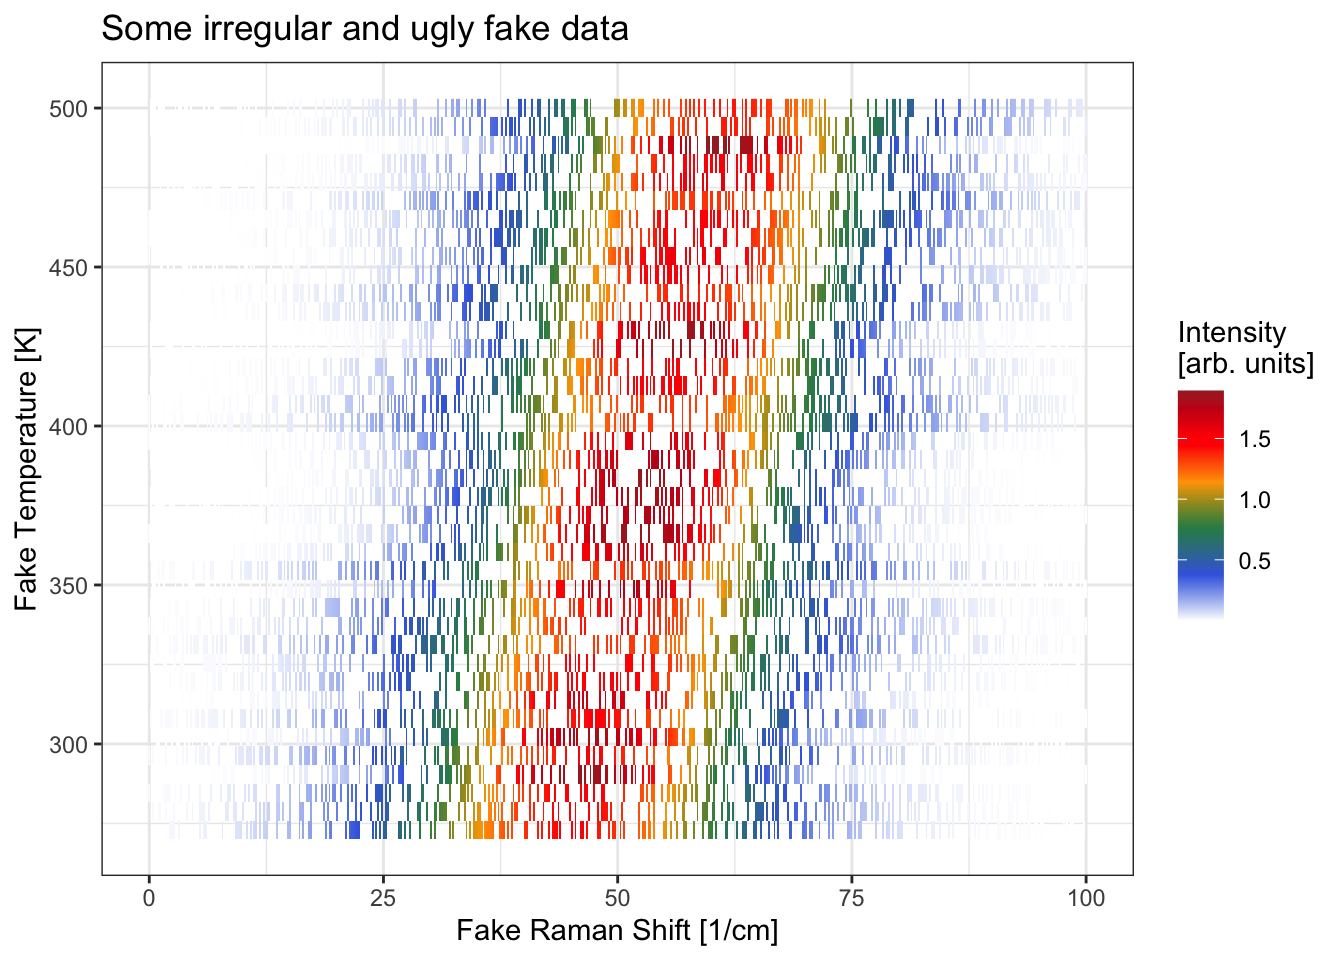 Some irregular and ugly fake data
500
450
400
350
300
Fake Temperature [K]
0 25 50 75 100
Fake Raman Shift [1/cm]
Intensity
[arb. units]
1.5
1.0
0.5